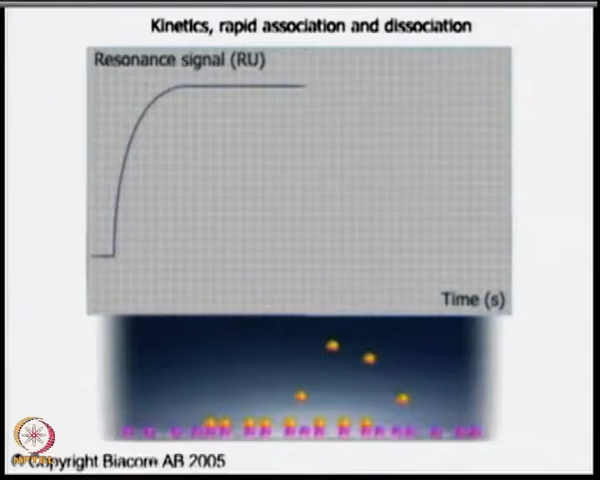 Kinetics, rapid association and dissociation
Resonance signal (RU)
Time (s)
© Copyright Biacore AB 2005